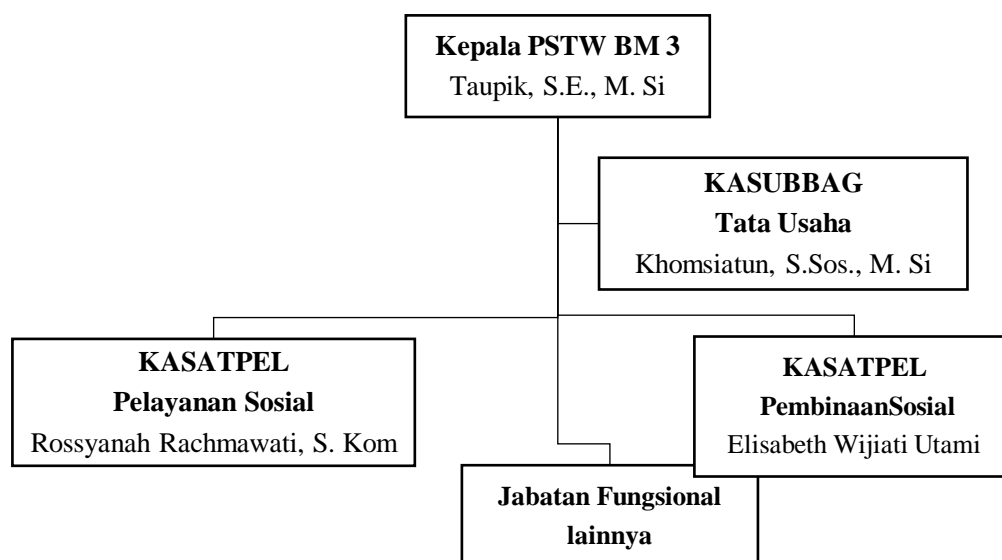 Kepala PSTW BM 3
Taupik, S.E., M. Si
KASUBBAG
Tata Usaha
Khomsiatun, S.Sos., M. Si
KASATPEL
Pelayanan Sosial
Rossyanah Rachmawati, S. Kom
KASATPEL
PembinaanSosial
Elisabeth Wijiati Utami
Jabatan Fungsional
lainnya